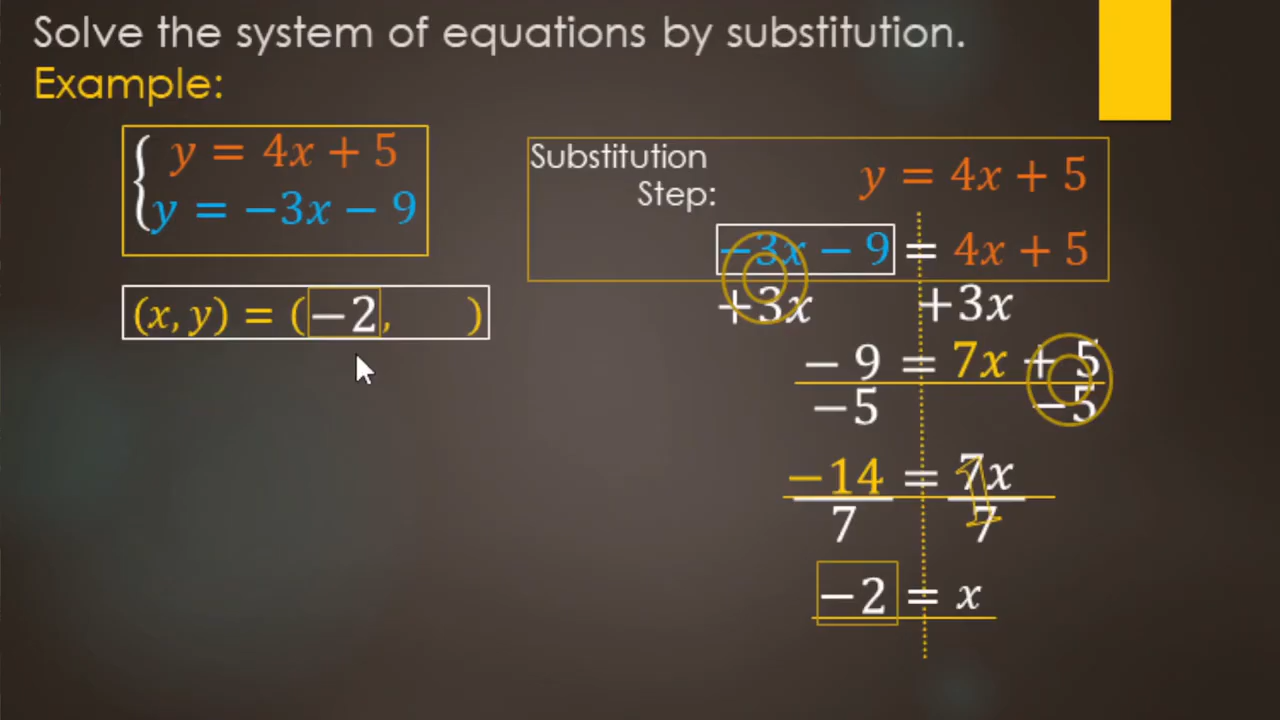 Solve the system of equations by substitution.
Example:
y = 4x + 5
y = −3x − 9
(x, y) = (−2, )
Substitution
Step:
y = 4x + 5
−3x − 9 = 4x + 5
+3x +3x
− 9 = 7x + 5
−5 −5
−14 = 7x
7 7
1
−2 = x